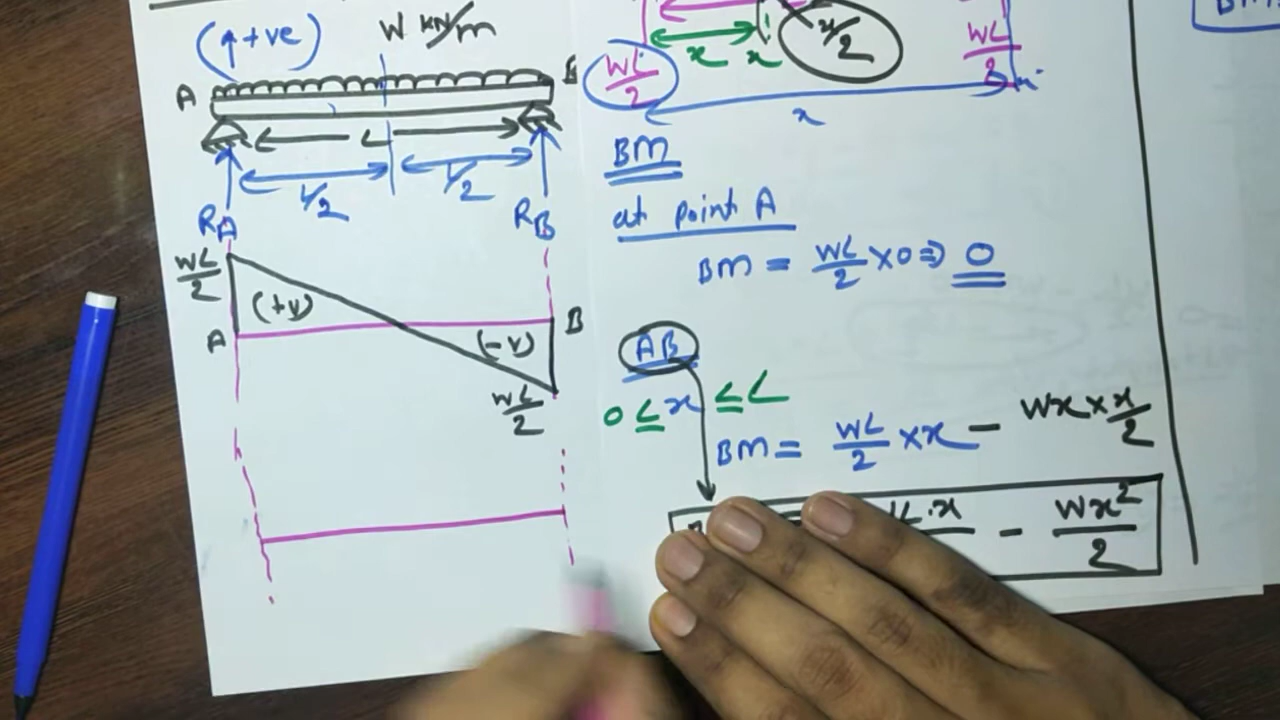 (↑+ve) W kN/m
A
L
L/2 L/2
RA RB
WL/2
(+v)
A B
(-v)
WL/2
WL/2 x x x/2 WL/2
x
BM
at point A
BM = WL/2 × 0 ⇒ 0
AB
0 ≤ x ≤ L
BM = WL/2 × x - Wx × x/2
.x - Wx²/2